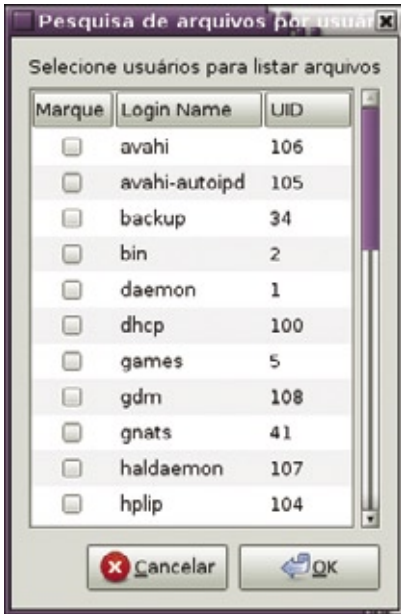 Pesquisa de arquivos por usuár
Selecione usuários para listar arquivos
Marque Login Name UID
avahi 106
avahi-autoipd 105
backup 34
bin 2
daemon 1
dhcp 100
games 5
gdm 108
gnats 41
haldaemon 107
hplip 104
Cancelar OK